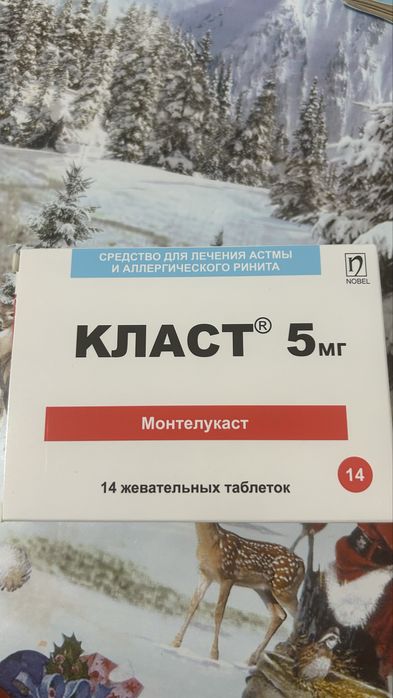 СРЕДСТВО ДЛЯ ЛЕЧЕНИЯ АСТМЫ
И АЛЛЕРГИЧЕСКОГО РИНИТА
NOBEL
КЛАСТ® 5мг
Монтелукаст
14 жевательных таблеток
14